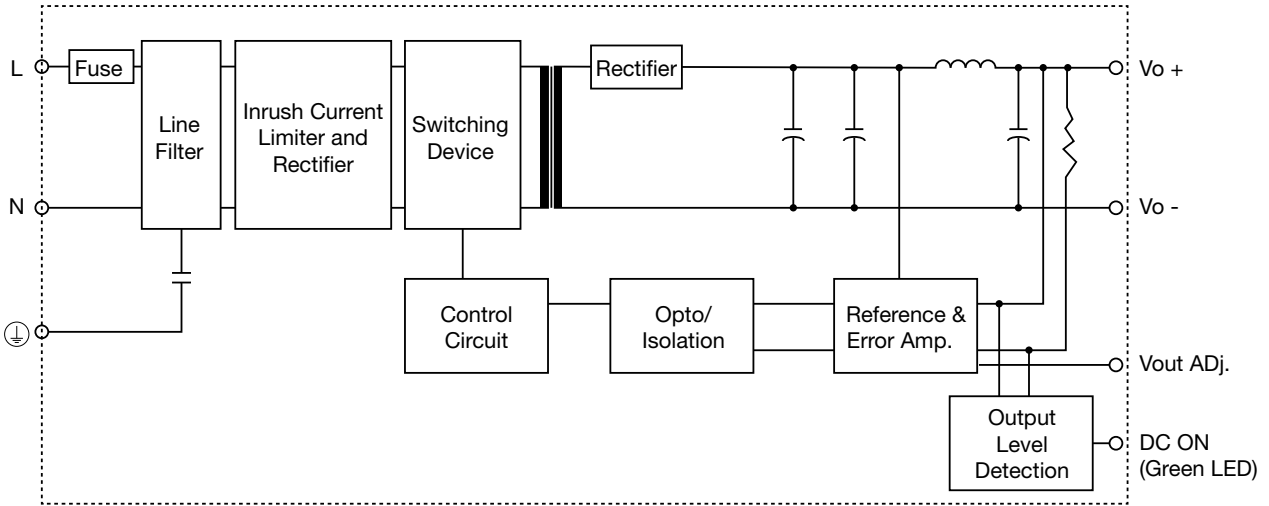 L
Fuse
Line
Filter
Inrush Current
Limiter and
Rectifier
Switching
Device
Rectifier
Vo +
N
Vo -
Control
Circuit
Opto/
Isolation
Reference &
Error Amp.
Vout ADj.
Output
Level
Detection
DC ON
(Green LED)